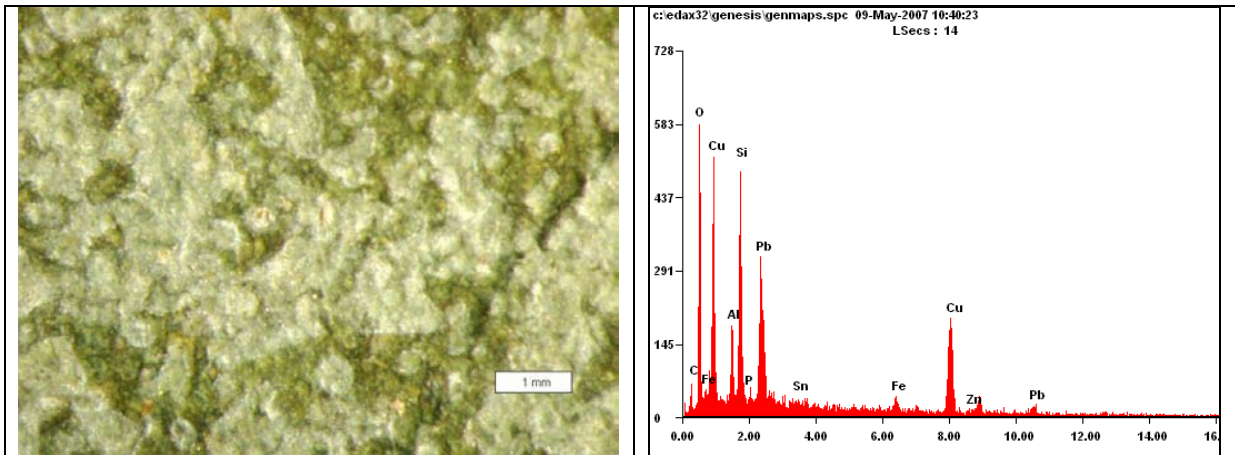 1 mm
c:\edax32\genesis\genmaps.spc 09-May-2007 10:40:23
LSecs : 14
728
583
437
291
145
0
O
Cu
Si
Pb
Al
C
Fe
P
Sn
Fe
Cu
Zn
Pb
0.00 2.00 4.00 6.00 8.00 10.00 12.00 14.00 16.